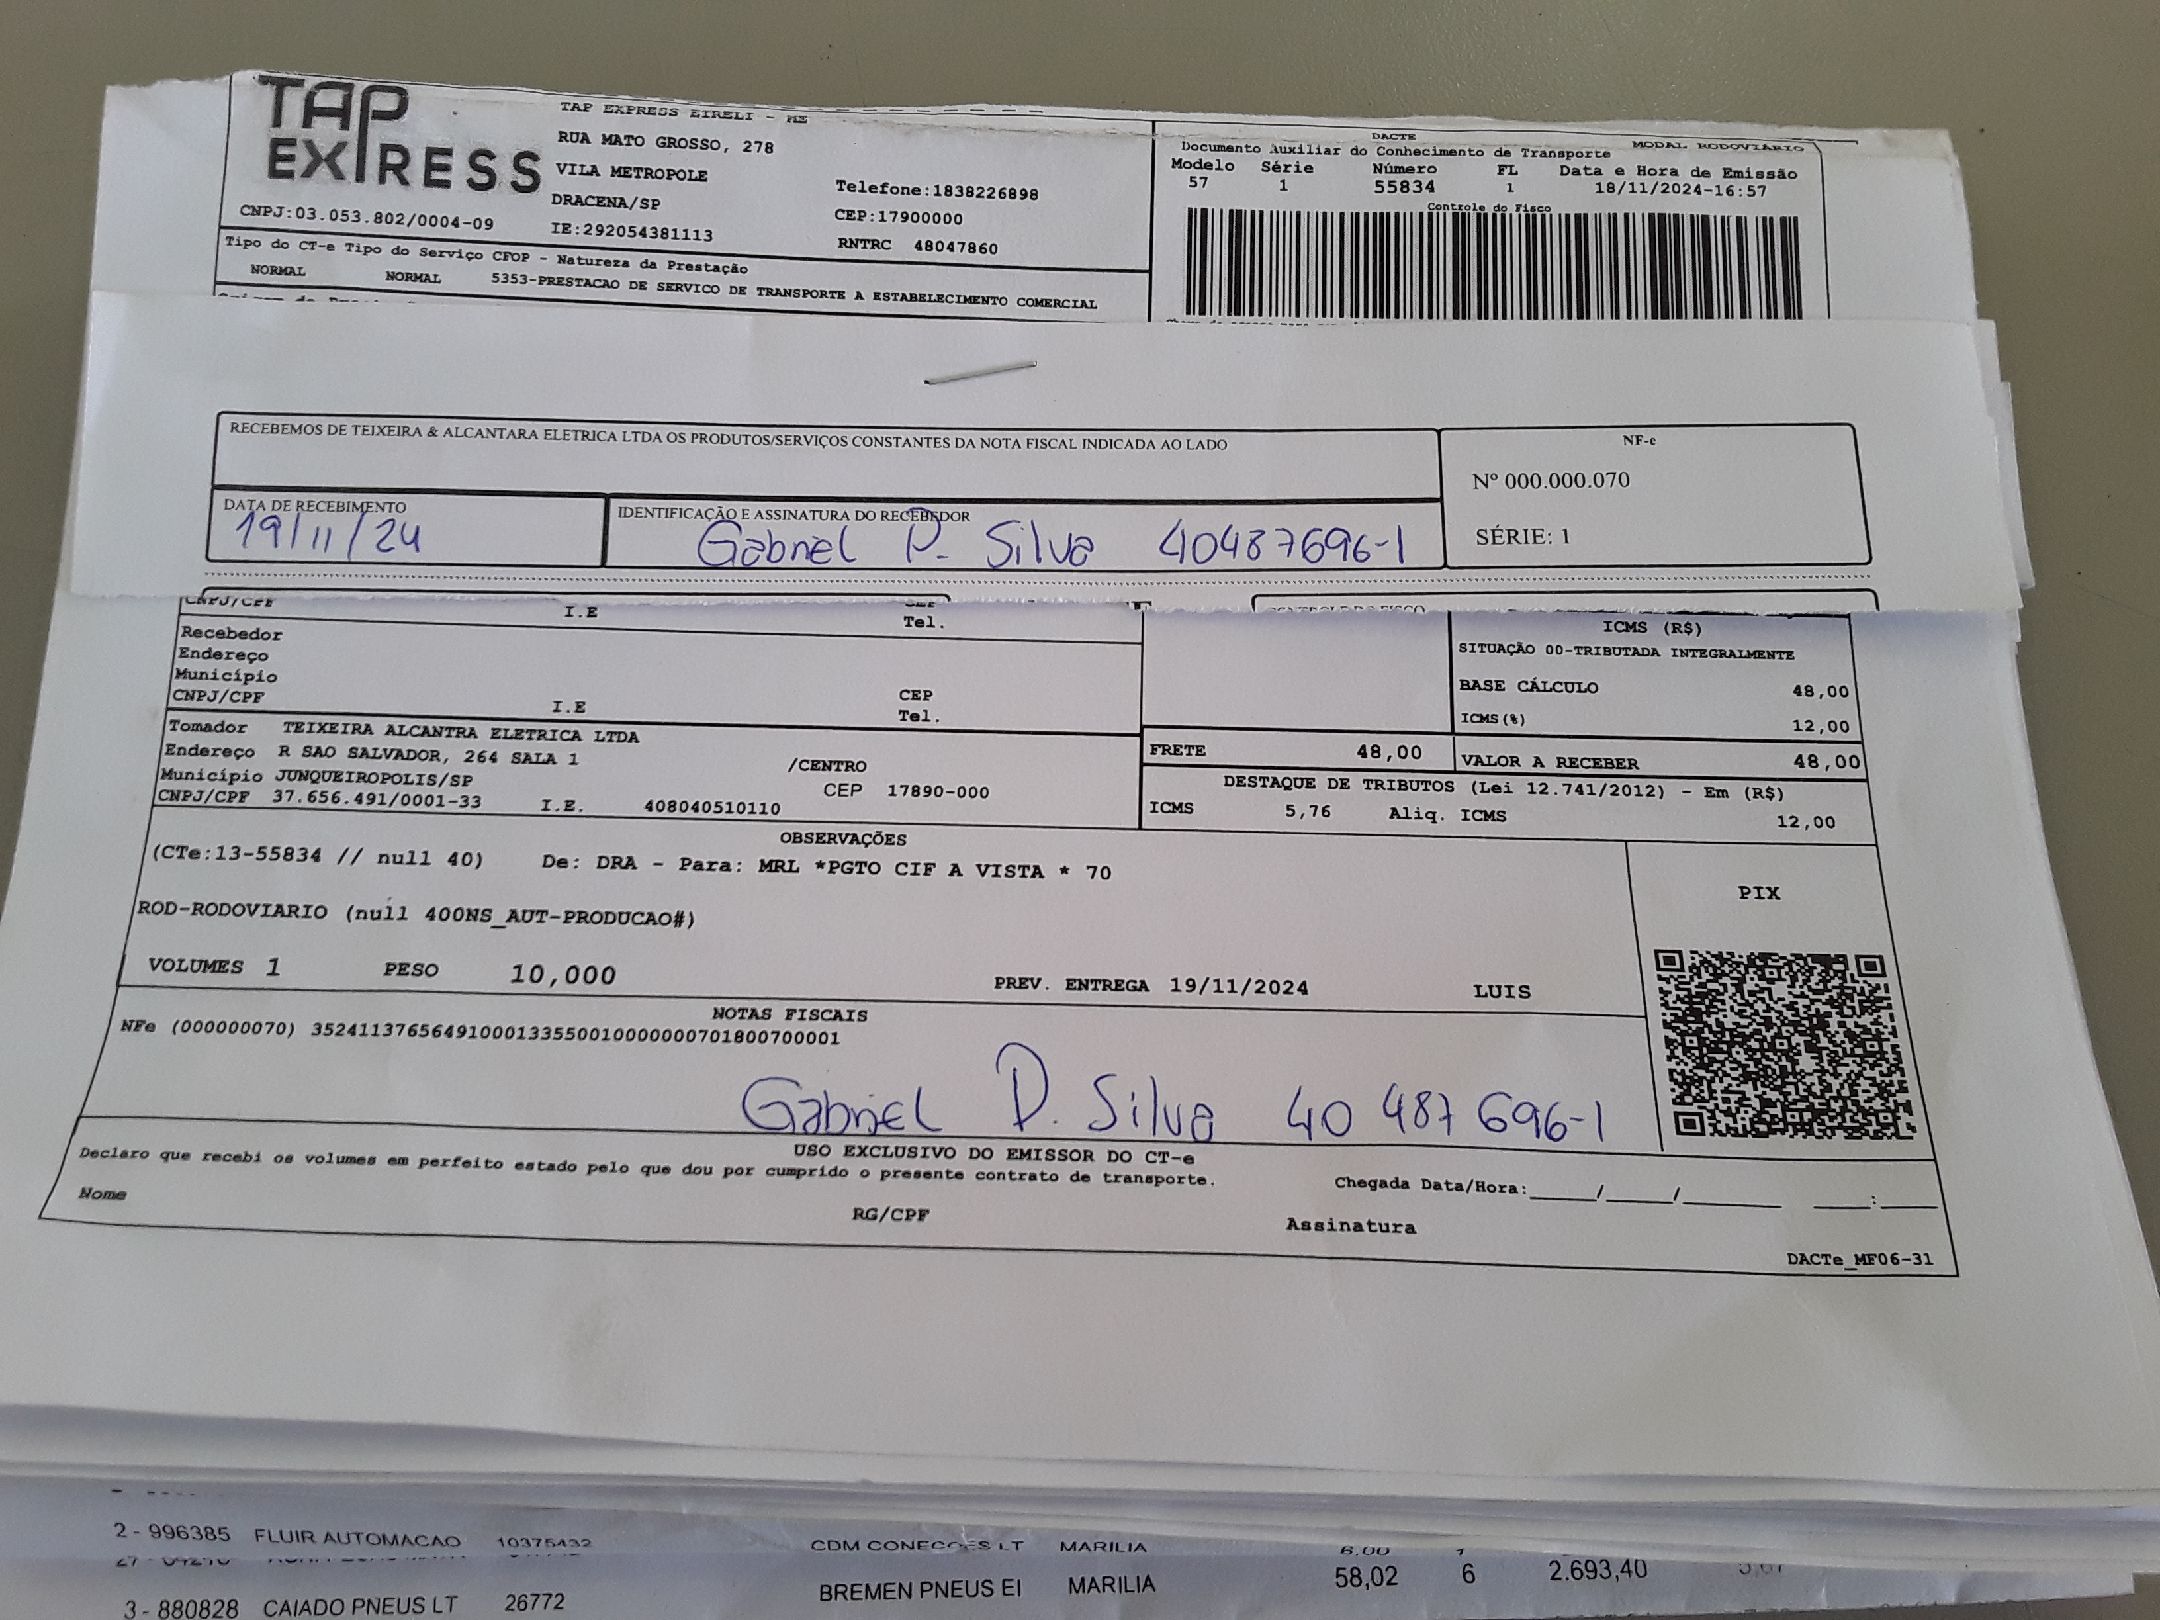 TAP
EXPRESS
TAP EXPRESS EIRELI - ME
RUA MATO GROSSO, 278
VILA METROPOLE
DRACENA/SP
Telefone:1838226898
CEP:17900000
CNPJ:03.053.802/0004-09
IE:292054381113
RNTRC 48047860
Tipo do CT-e Tipo do Serviço CFOP - Natureza da Prestação
NORMAL NORMAL 5353-PRESTACAO DE SERVICO DE TRANSPORTE A ESTABELECIMENTO COMERCIAL
DACTE
Documento Auxiliar do Conhecimento de Transporte MODAL RODOVIÁRIO
Modelo Série Número FL Data e Hora de Emissão
57 1 55834 1 18/11/2024-16:57
Controle do Fisco
RECEBEMOS DE TEIXEIRA & ALCANTARA ELETRICA LTDA OS PRODUTOS/SERVIÇOS CONSTANTES DA NOTA FISCAL INDICADA AO LADO
NF-e
Nº 000.000.070
SÉRIE: 1
DATA DE RECEBIMENTO
19/11/24
IDENTIFICAÇÃO E ASSINATURA DO RECEBEDOR
Gabriel P. Silva 40487696-1
CNPJ/CPF I.E
Tel.
Recebedor
Endereço
Município
CNPJ/CPF I.E CEP
Tel.
Tomador TEIXEIRA ALCANTRA ELETRICA LTDA
Endereço R SAO SALVADOR, 264 SALA 1 /CENTRO
Município JUNQUEIROPOLIS/SP CEP 17890-000
CNPJ/CPF 37.656.491/0001-33 I.E. 408040510110
ICMS (R$)
SITUAÇÃO 00-TRIBUTADA INTEGRALMENTE
BASE CÁLCULO 48,00
ICMS(%) 12,00
FRETE 48,00 VALOR A RECEBER 48,00
DESTAQUE DE TRIBUTOS (Lei 12.741/2012) - Em (R$)
ICMS 5,76 Aliq. ICMS 12,00
OBSERVAÇÕES
(CTe:13-55834 // null 40) De: DRA - Para: MRL *PGTO CIF A VISTA * 70
ROD-RODOVIARIO (null 400NS_AUT-PRODUCAO#)
PIX
VOLUMES 1 PESO 10,000 PREV. ENTREGA 19/11/2024 LUIS
NOTAS FISCAIS
NFe (000000070) 35241137656491000133550010000000701800700001
Gabriel P. Silva 40 487 696-1
USO EXCLUSIVO DO EMISSOR DO CT-e
Declaro que recebi os volumes em perfeito estado pelo que dou por cumprido o presente contrato de transporte.
Chegada Data/Hora:_____/_____/_______ ____:____
Nome RG/CPF Assinatura
DACTe_MF06-31
2 - 996385 FLUIR AUTOMACAO 10375432 CDM CONECCOES LT MARILIA
BREMEN PNEUS EI MARILIA 58,02 6 2.693,40
3 - 880828 CAIADO PNEUS LT 26772